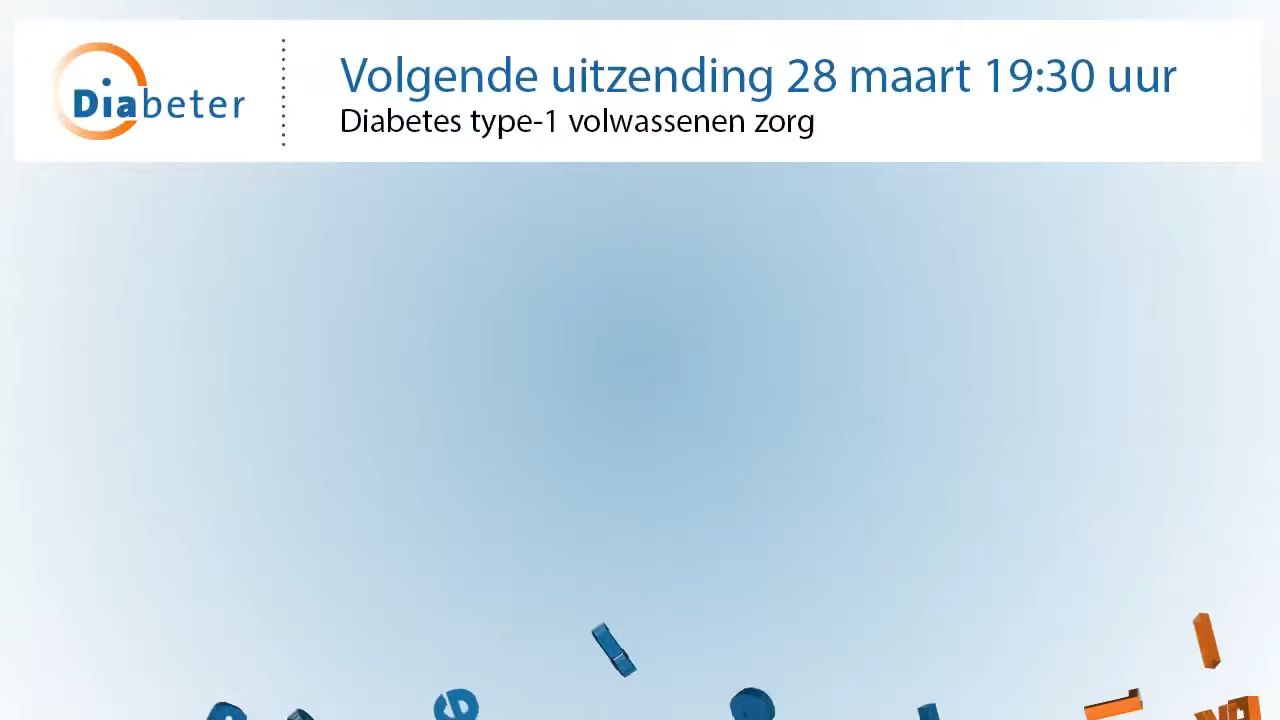 Diabeter
Volgende uitzending 28 maart 19:30 uur
Diabetes type-1 volwassenen zorg